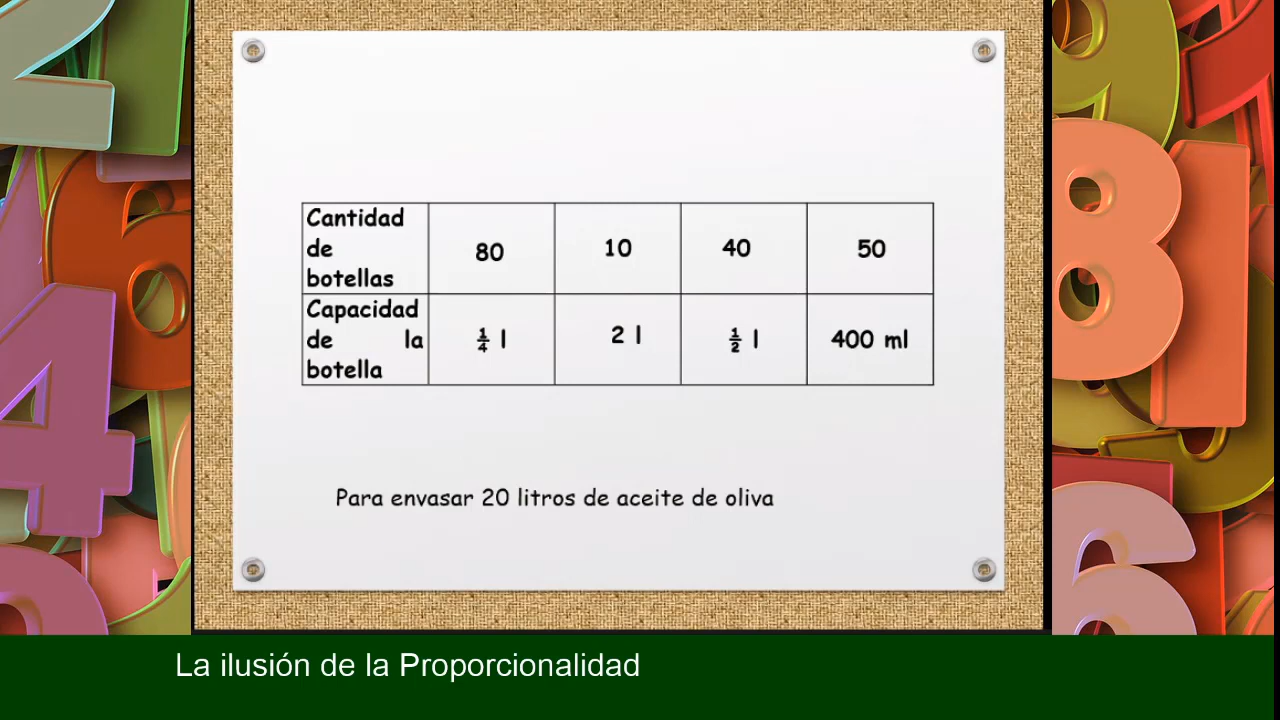 Cantidad de botellas 80 10 40 50
Capacidad de la botella ¼ l 2 l ½ l 400 ml
Para envasar 20 litros de aceite de oliva
La ilusión de la Proporcionalidad